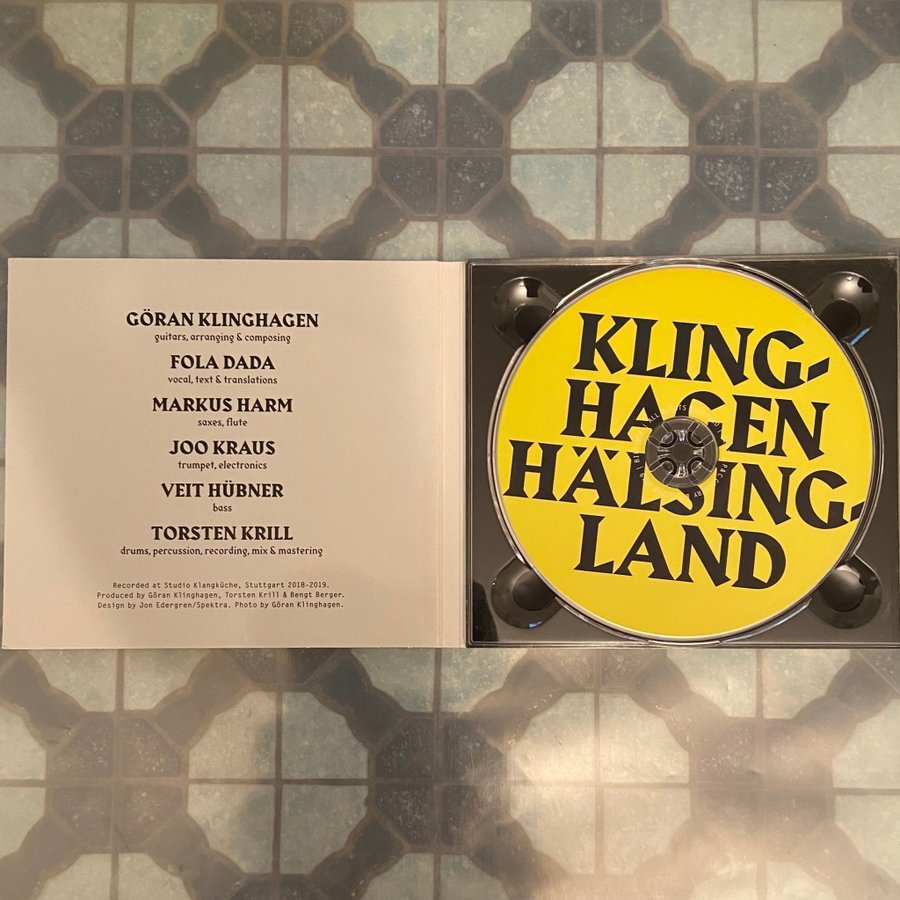 GÖRAN KLINGHAGEN
guitars, arranging & composing
FOLA DADA
vocal, text & translations
MARKUS HARM
saxes, flute
JOO KRAUS
trumpet, electronics
VEIT HÜBNER
bass
TORSTEN KRILL
drums, percussion, recording, mix & mastering
Recorded at Studio Klangküche, Stuttgart 2018-2019.
Produced by Göran Klinghagen, Torsten Krill & Bengt Berger.
Design by Jon Edergren/Spektra. Photo by Göran Klinghagen.
KLING-
HAGEN
HÄLSING-
LAND